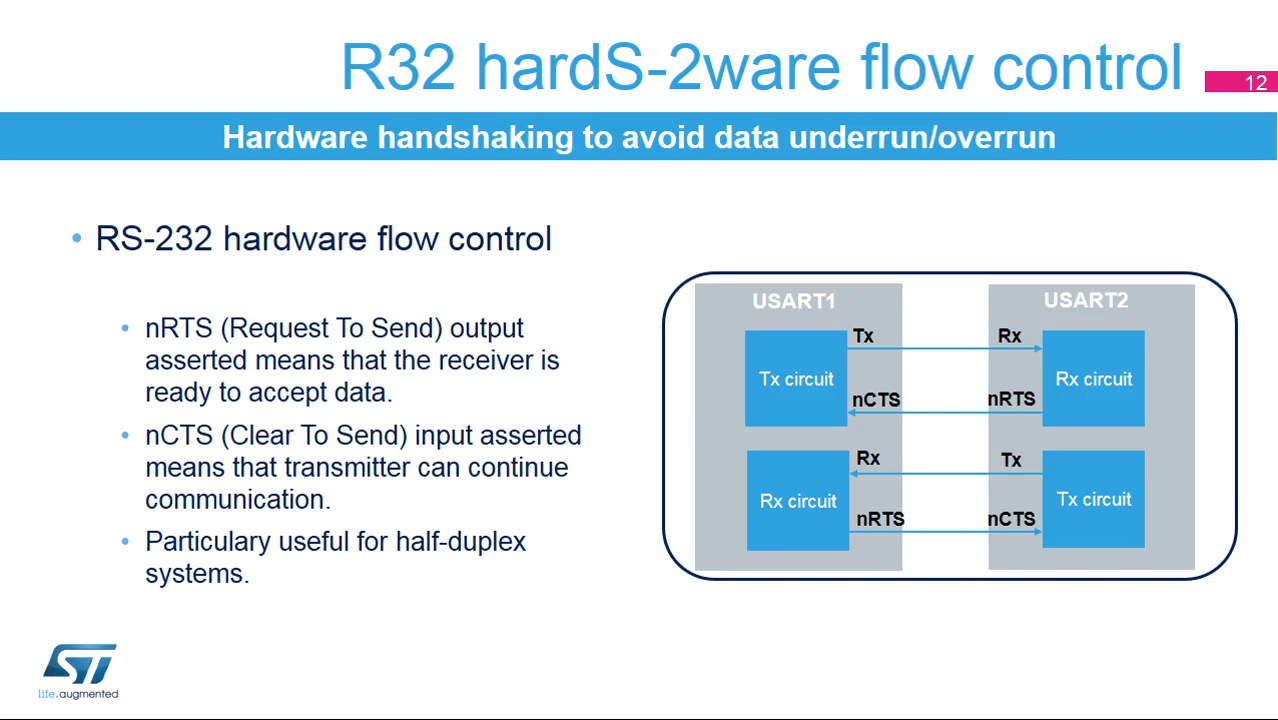 R32 hardS-2ware flow control
12
Hardware handshaking to avoid data underrun/overrun
• RS-232 hardware flow control
• nRTS (Request To Send) output
asserted means that the receiver is
ready to accept data.
• nCTS (Clear To Send) input asserted
means that transmitter can continue
communication.
• Particulary useful for half-duplex
systems.
USART1
USART2
Tx
Rx
Tx circuit
Rx circuit
nCTS
nRTS
Rx
Tx
Rx circuit
Tx circuit
nRTS
nCTS
ST
life.augmented